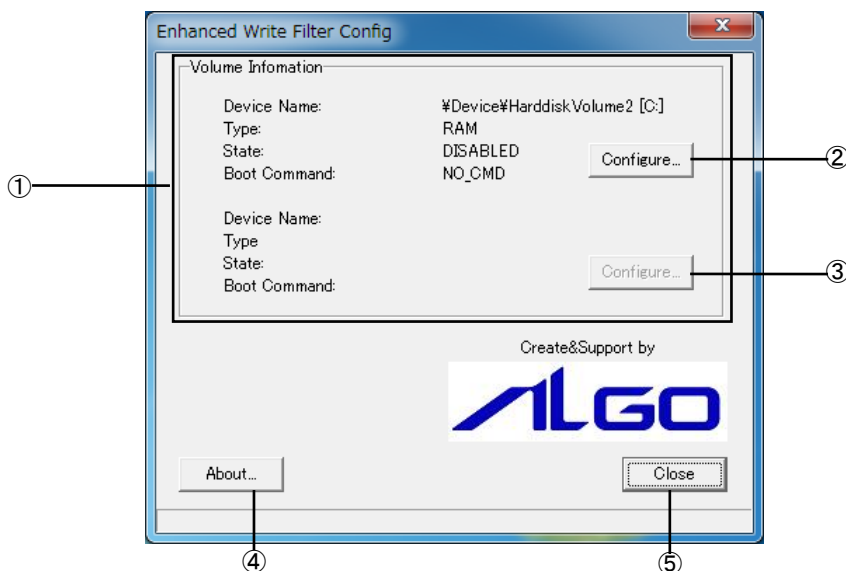 Enhanced Write Filter Config
x
Volume Infomation
Device Name: ¥Device¥HarddiskVolume2 [C:]
Type: RAM
State: DISABLED
Boot Command: NO_CMD
Configure...
②
①
Device Name:
Type
State:
Boot Command:
Configure...
③
Create&Support by
ALGO
About...
Close
④
⑤